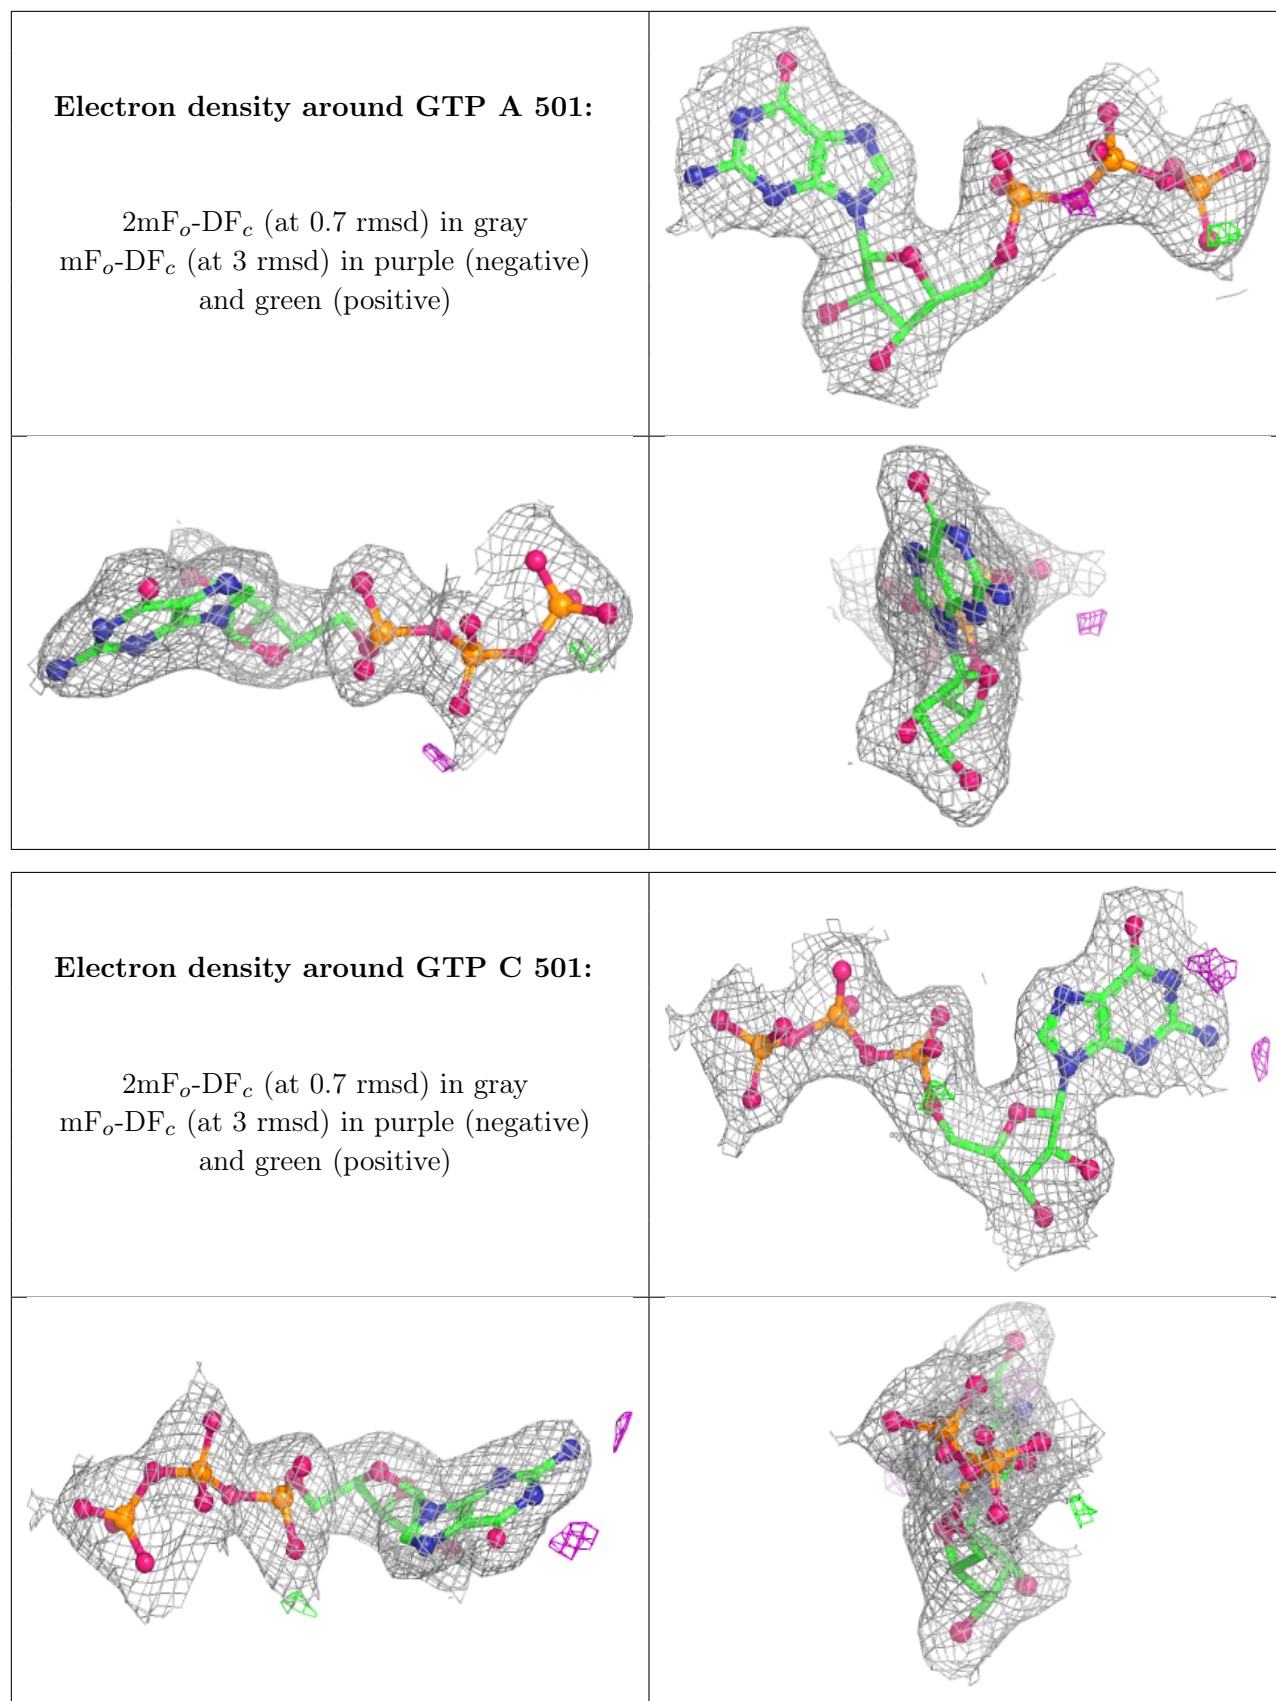 Electron density around GTP A 501:
2mFo-DFc (at 0.7 rmsd) in gray
mFo-DFc (at 3 rmsd) in purple (negative)
and green (positive)
Electron density around GTP C 501:
2mFo-DFc (at 0.7 rmsd) in gray
mFo-DFc (at 3 rmsd) in purple (negative)
and green (positive)